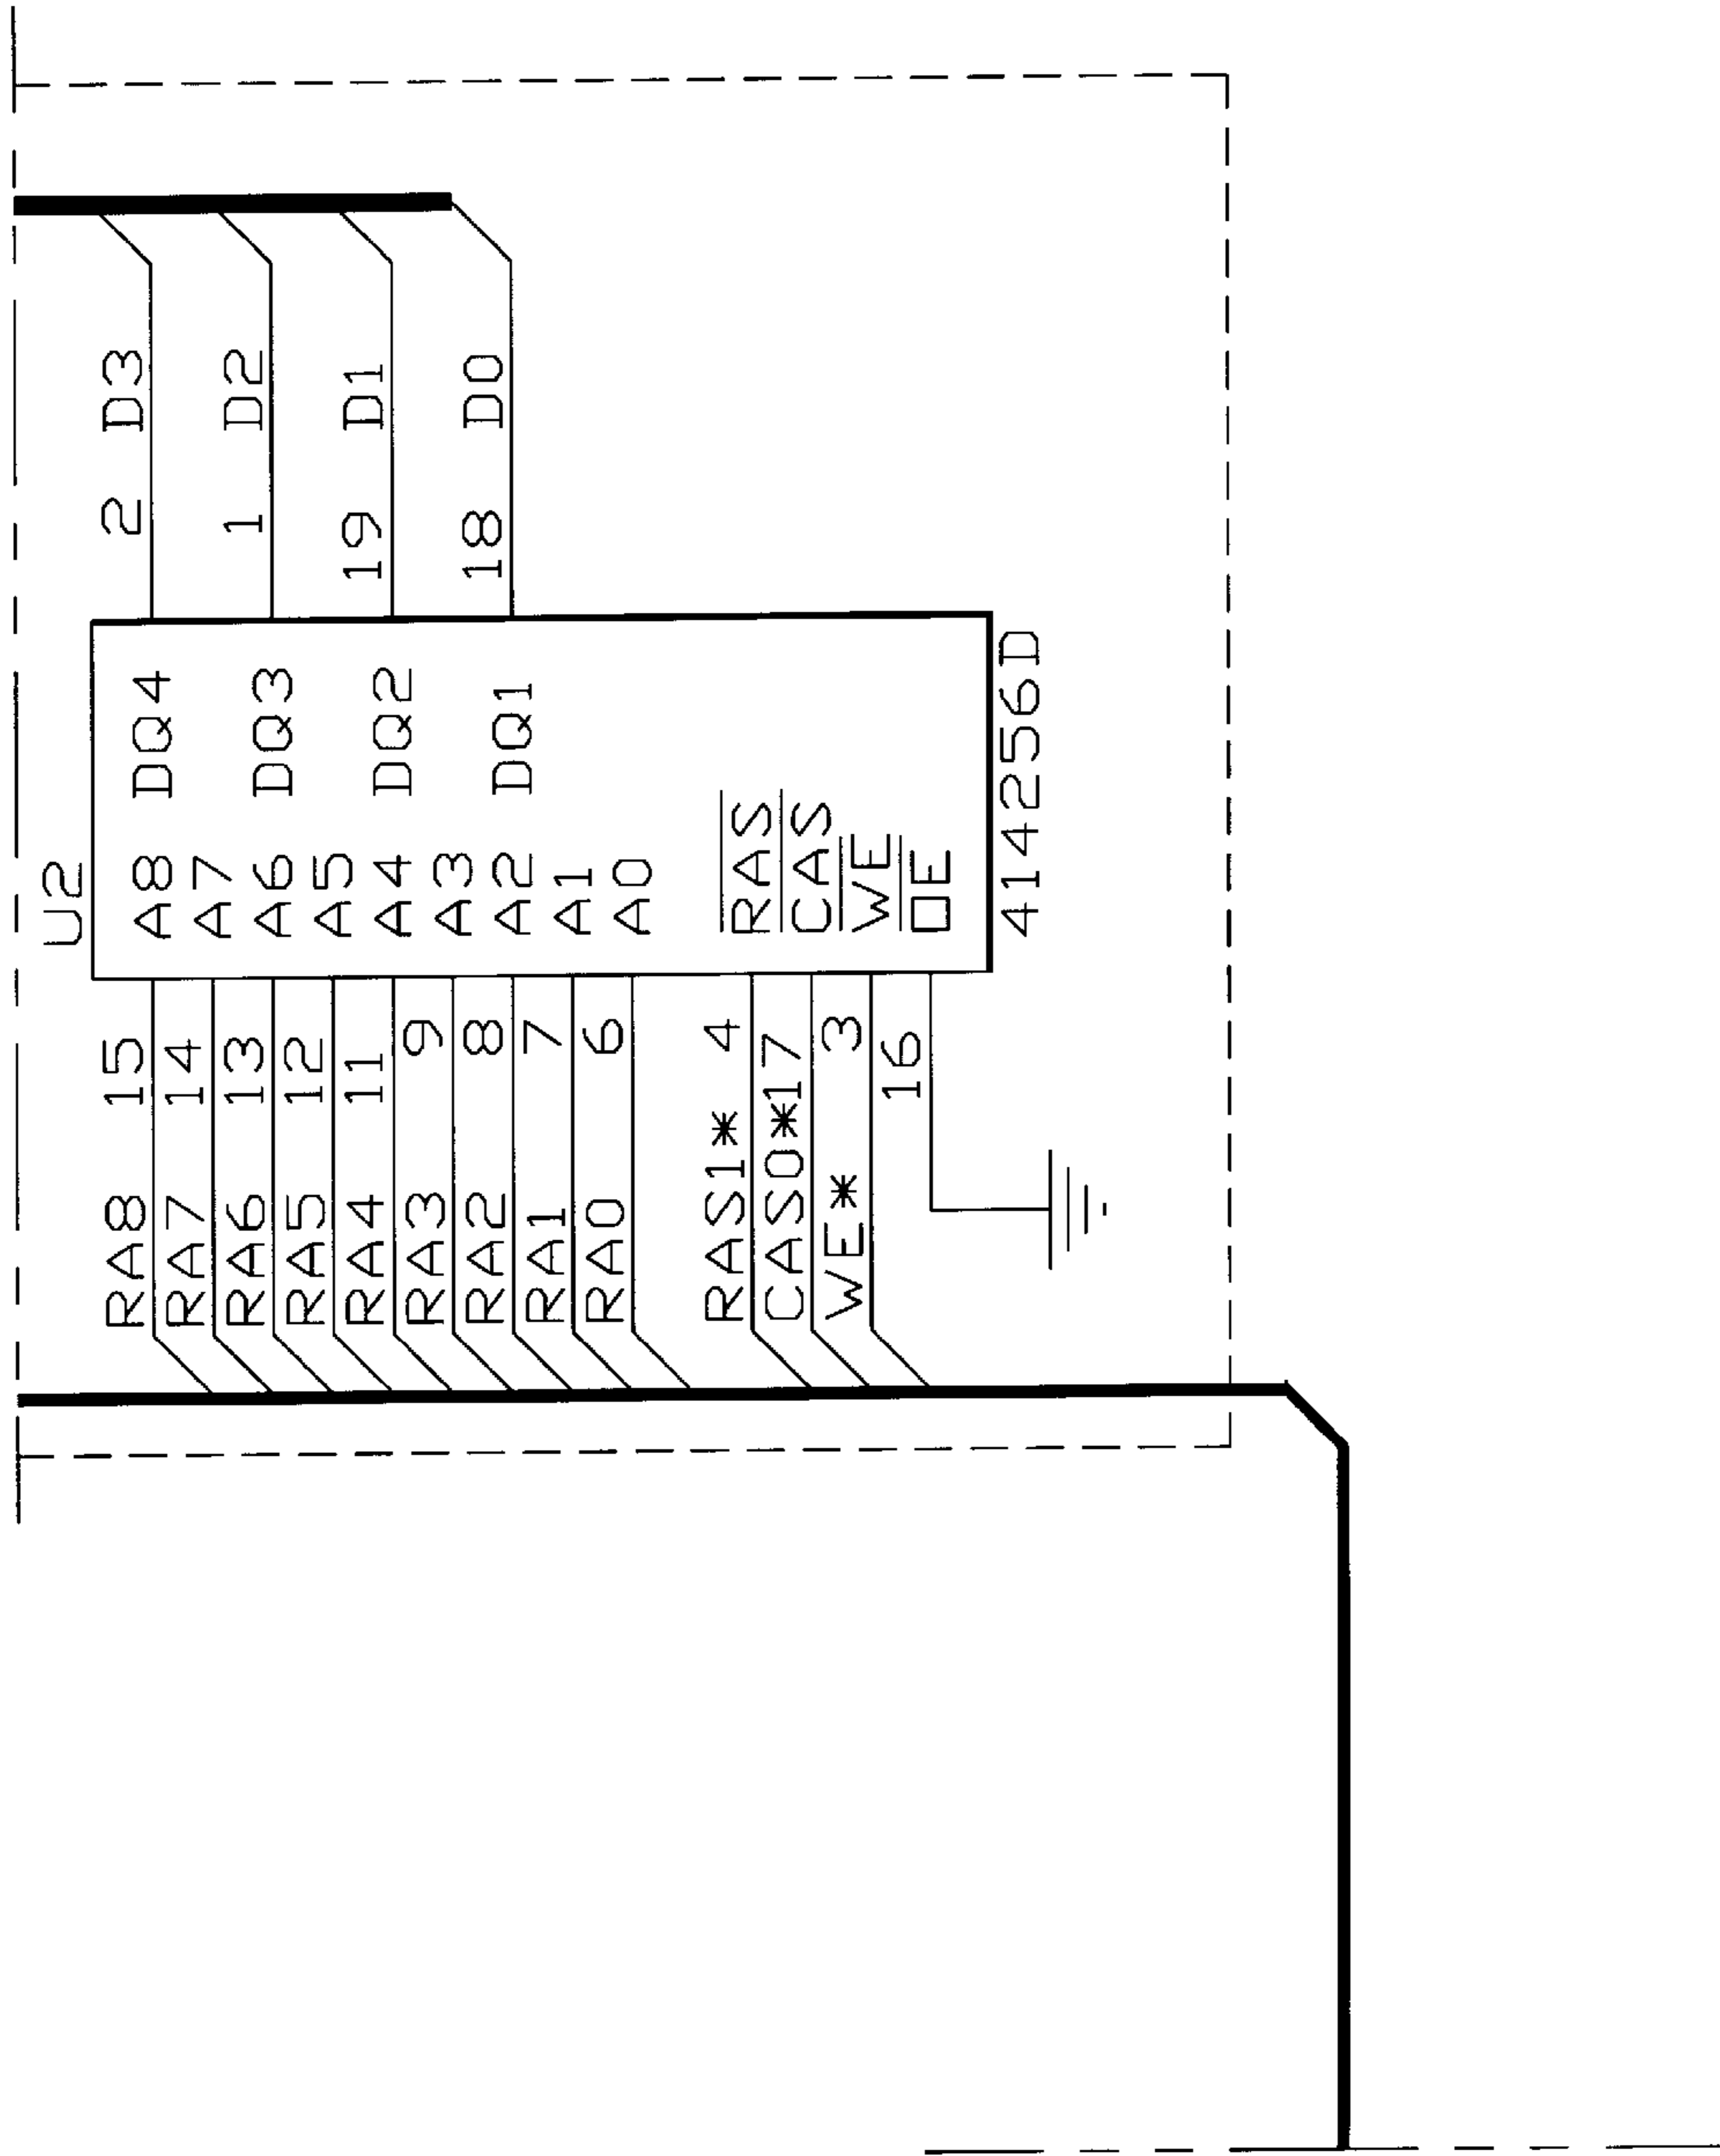 U2
RA8 15 A8 DQ4 2 D3
RA7 14 A7
RA6 13 A6 DQ3 1 D2
RA5 12 A5
RA4 11 A4 DQ2 19 D1
RA3 9 A3
RA2 8 A2 DQ1 18 D0
RA1 7 A1
RA0 6 A0
RAS1* 4 RAS
CAS0*17 CAS
WE* 3 WE
16 OE
414256D